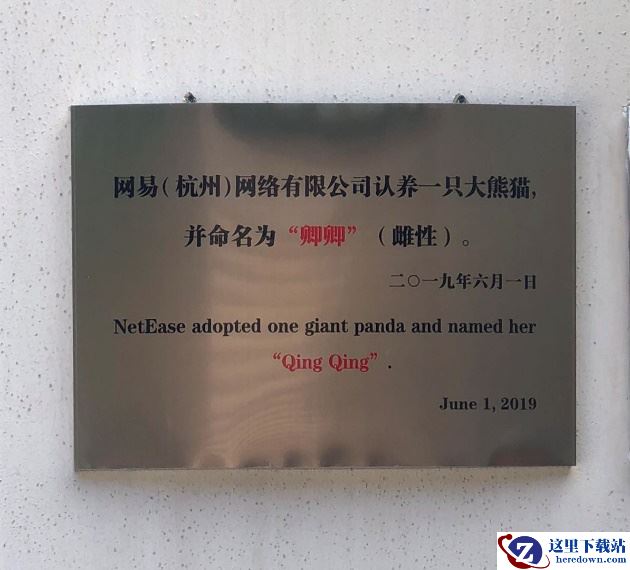 网易(杭州)网络有限公司认养一只大熊猫,
并命名为“卿卿”(雌性)。
二〇一九年六月一日
NetEase adopted one giant panda and named her
“Qing Qing”.
June 1, 2019
这里下载站
heredown.com